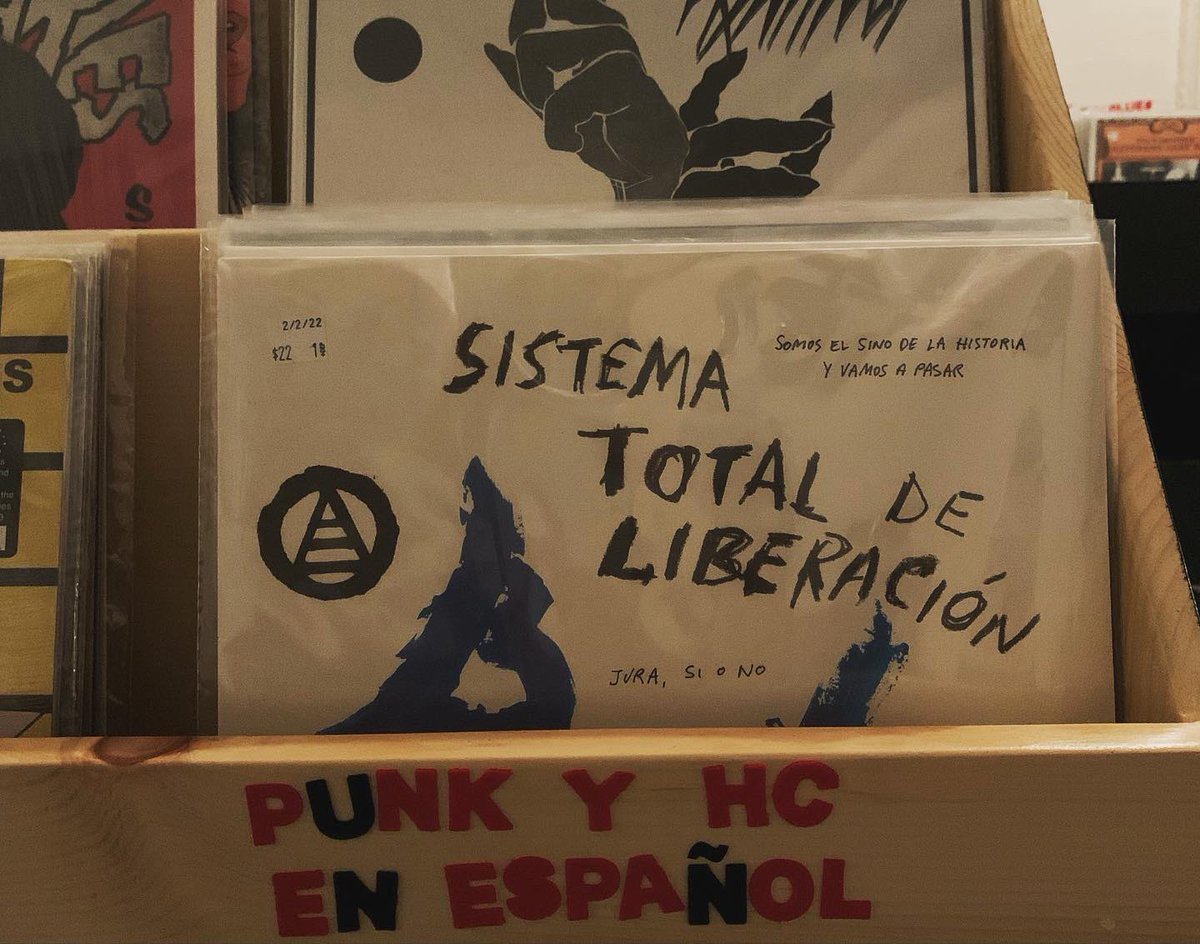 S
S
2/2/22
$22
SISTEMA
TOTAL DE
LIBERACIÓN
SOMOS EL SINO DE LA HISTORIA
Y VAMOS A PASAR
JURA, SI O NO
PUNK Y HC
EN ESPAÑOL